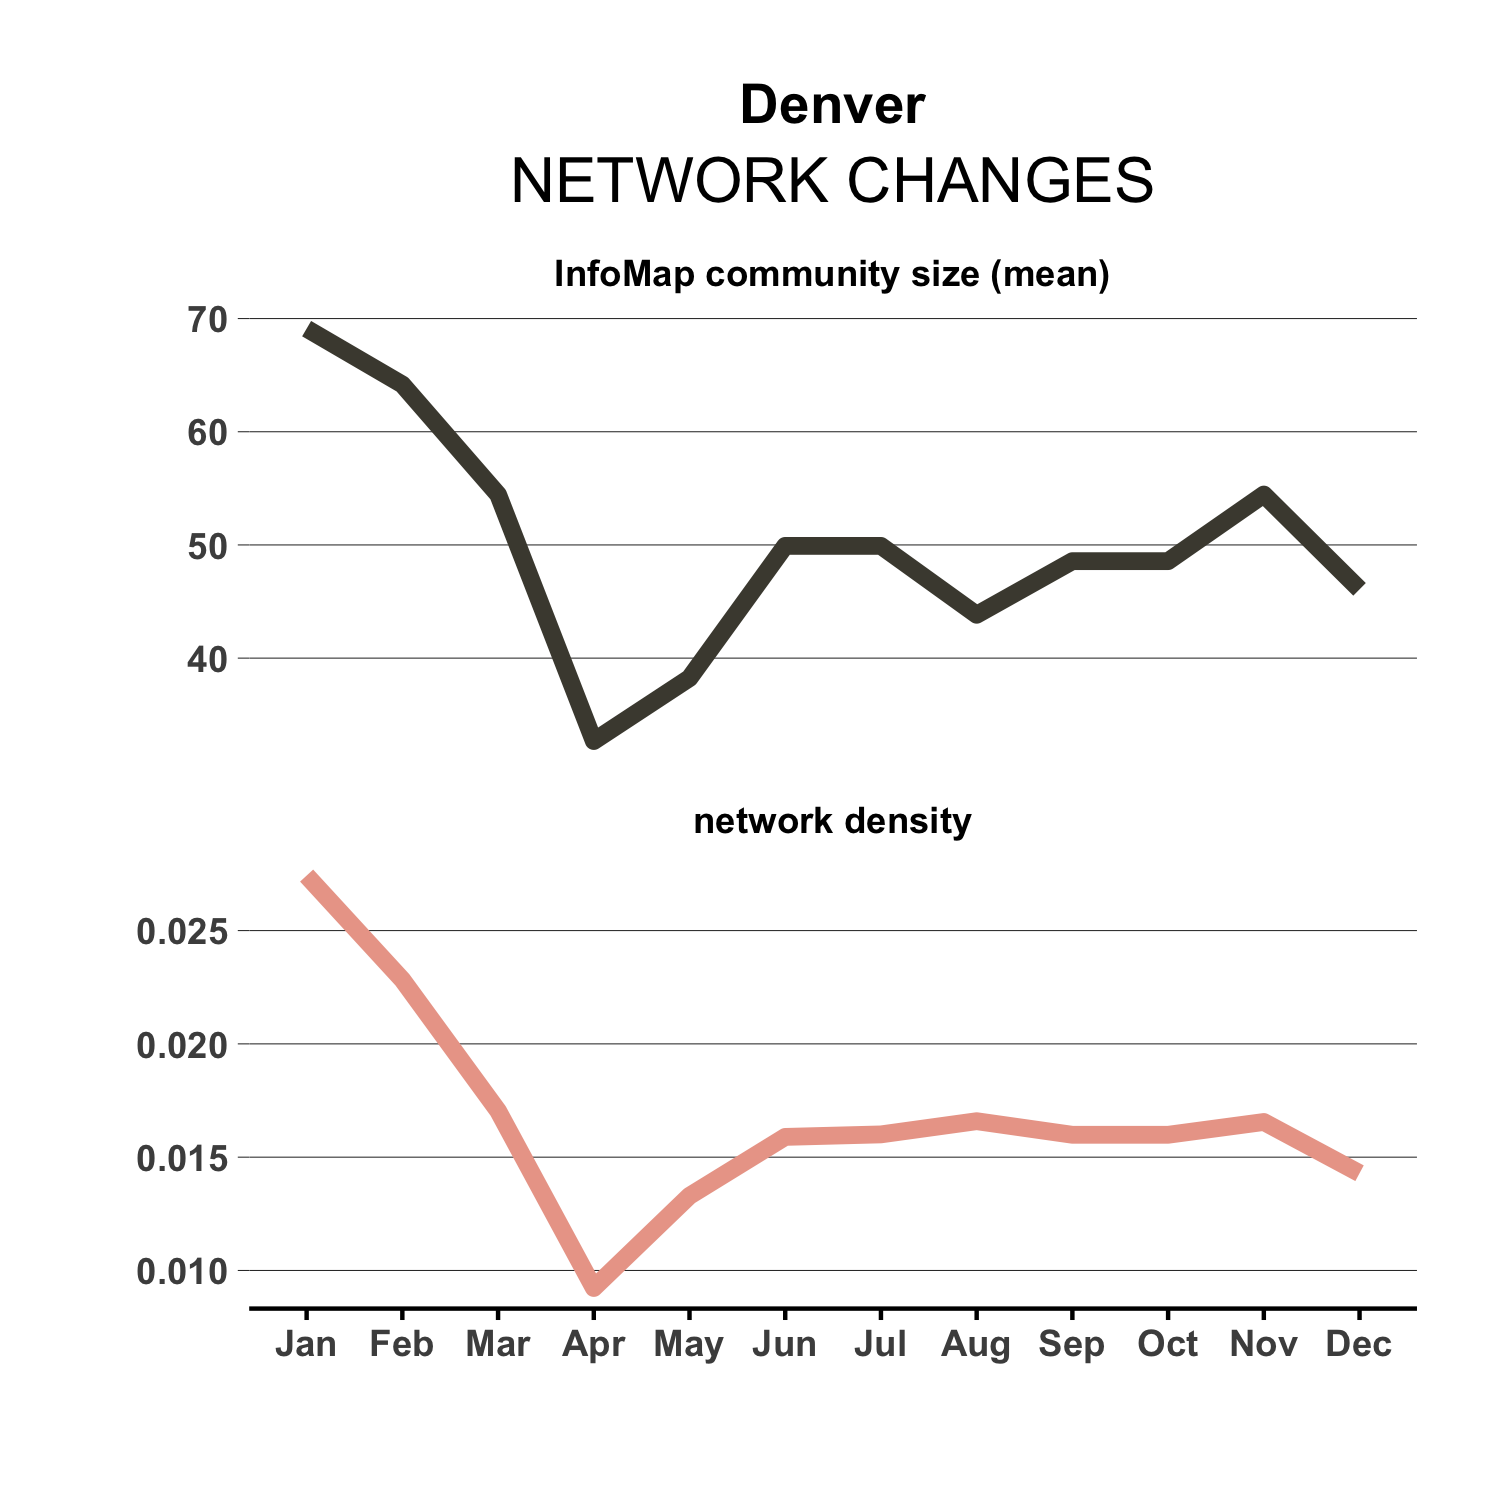 Denver
NETWORK CHANGES
InfoMap community size (mean)
70
60
50
40
network density
0.025
0.020
0.015
0.010
Jan Feb Mar Apr May Jun Jul Aug Sep Oct Nov Dec